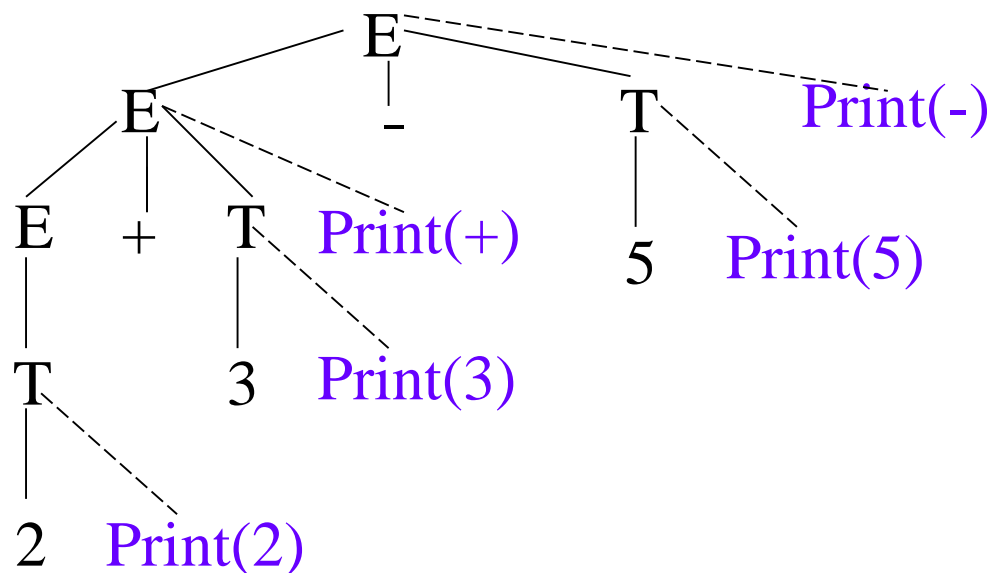 E
E - T Print(-)
E + T Print(+) 5 Print(5)
T 3 Print(3)
2 Print(2)